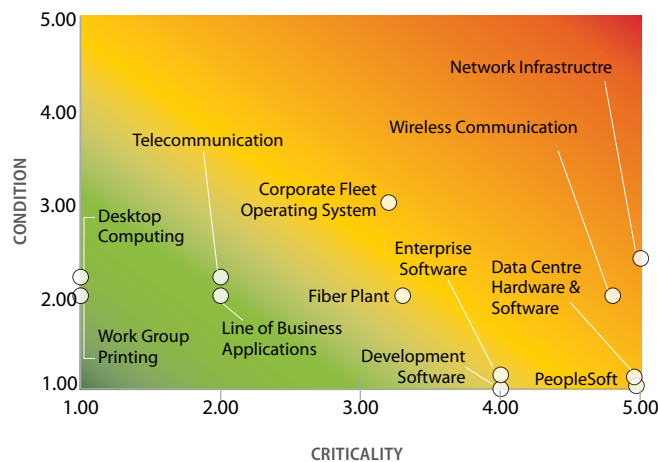 5.00
Network Infrastructre
4.00
Wireless Communication
Telecommunication
CONDITION
3.00
Corporate Fleet
Operating System
Desktop
Computing
Enterprise
Software
Data Centre
Hardware &
Software
2.00
Fiber Plant
Work Group
Printing
Line of Business
Applications
Development
Software
PeopleSoft
1.00
1.00
2.00
3.00
4.00
5.00
CRITICALITY